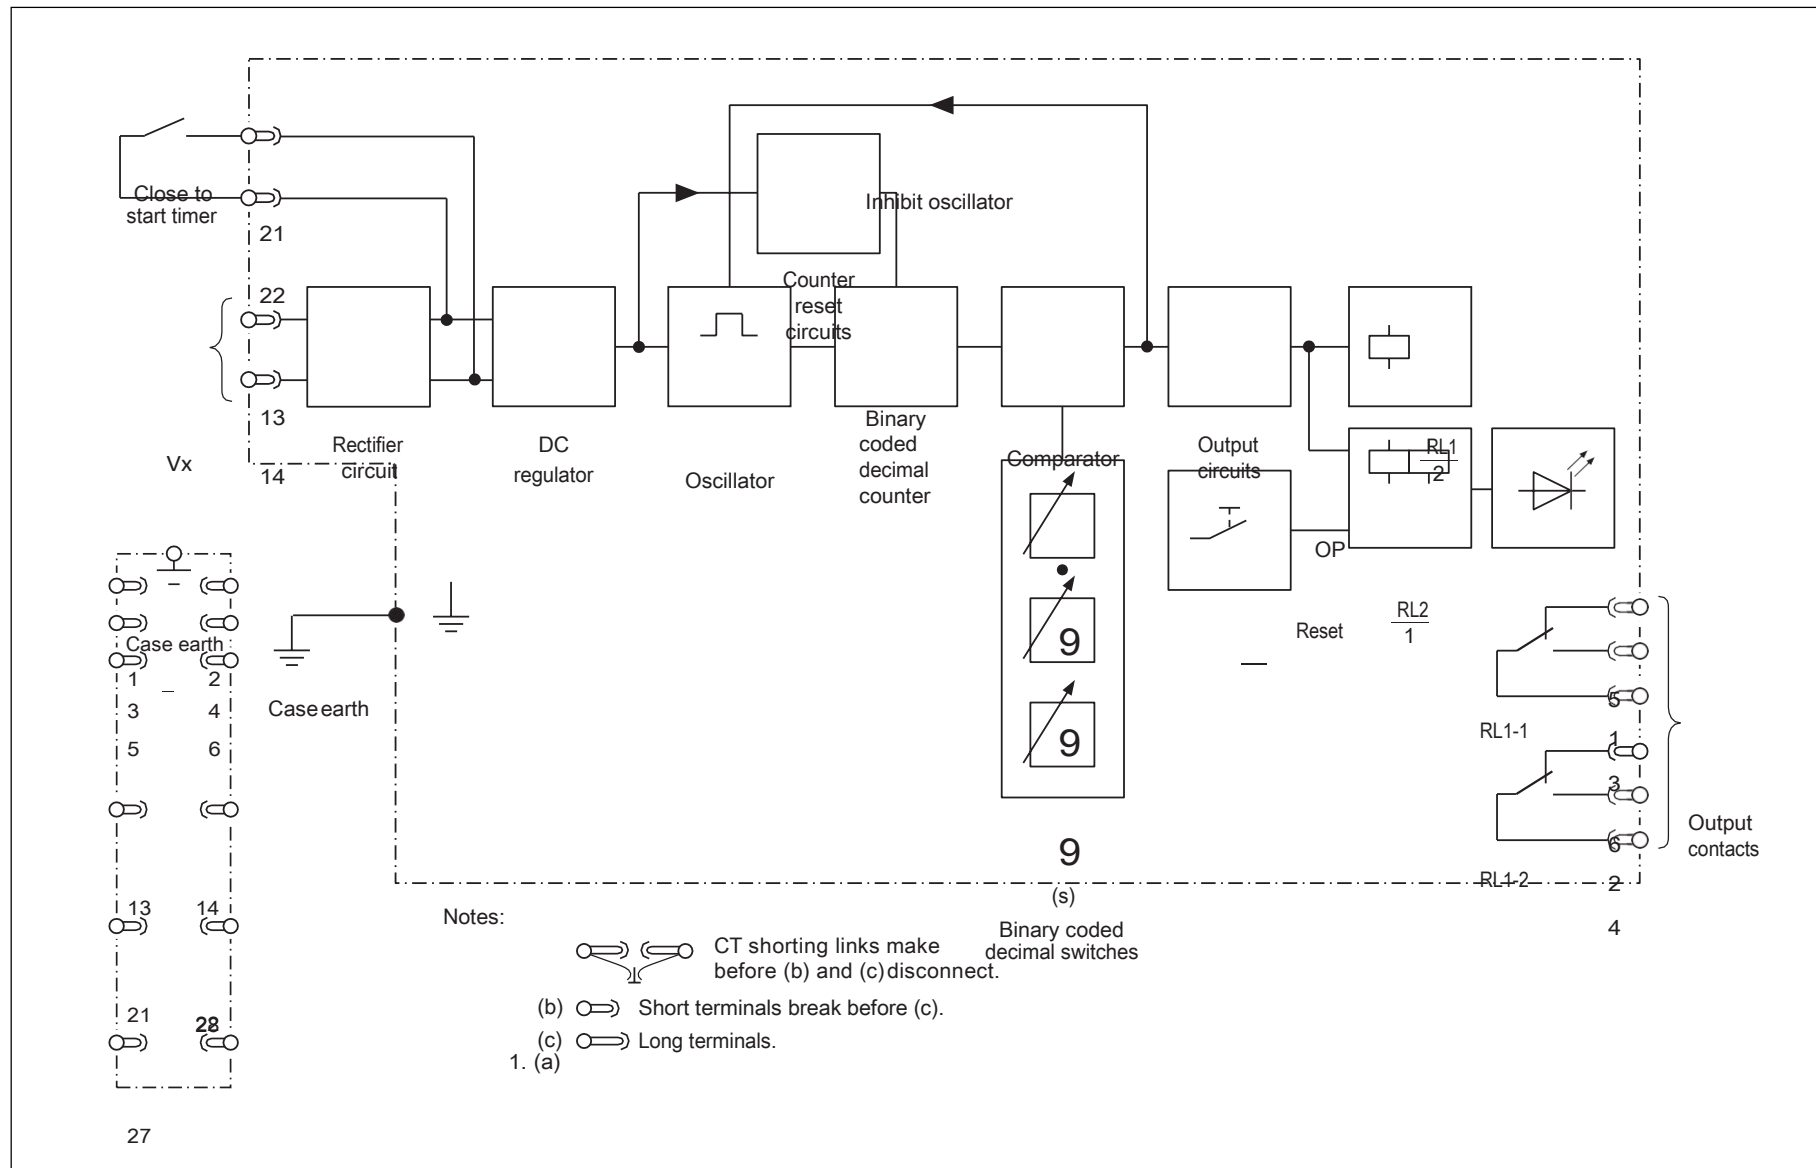 Close to
start timer
21
Inhibit oscillator
Counter
reset
circuits
22
13
Vx
14
Rectifier
circuit
DC
regulator
Oscillator
Binary
coded
decimal
counter
Comparator
Output
circuits
RL1
2
OP
Reset
RL2
1
Case earth
1 2
3 4
5 6
Case earth
9
9
9
(s)
Binary coded
decimal switches
RL1-1
5
1
3
6
RL1-2
2
4
Output
contacts
13 14
21
28
27
Notes:
CT shorting links make
before (b) and (c) disconnect.
(b) Short terminals break before (c).
(c) Long terminals.
1. (a)